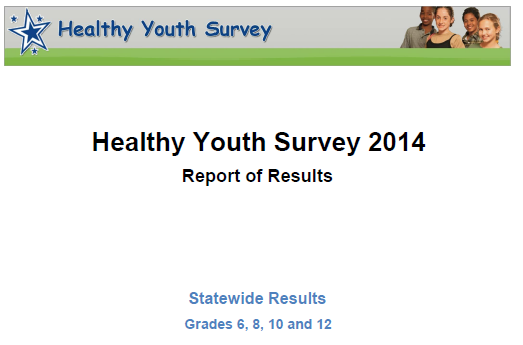 Healthy Youth Survey
Healthy Youth Survey 2014
Report of Results
Statewide Results
Grades 6, 8, 10 and 12